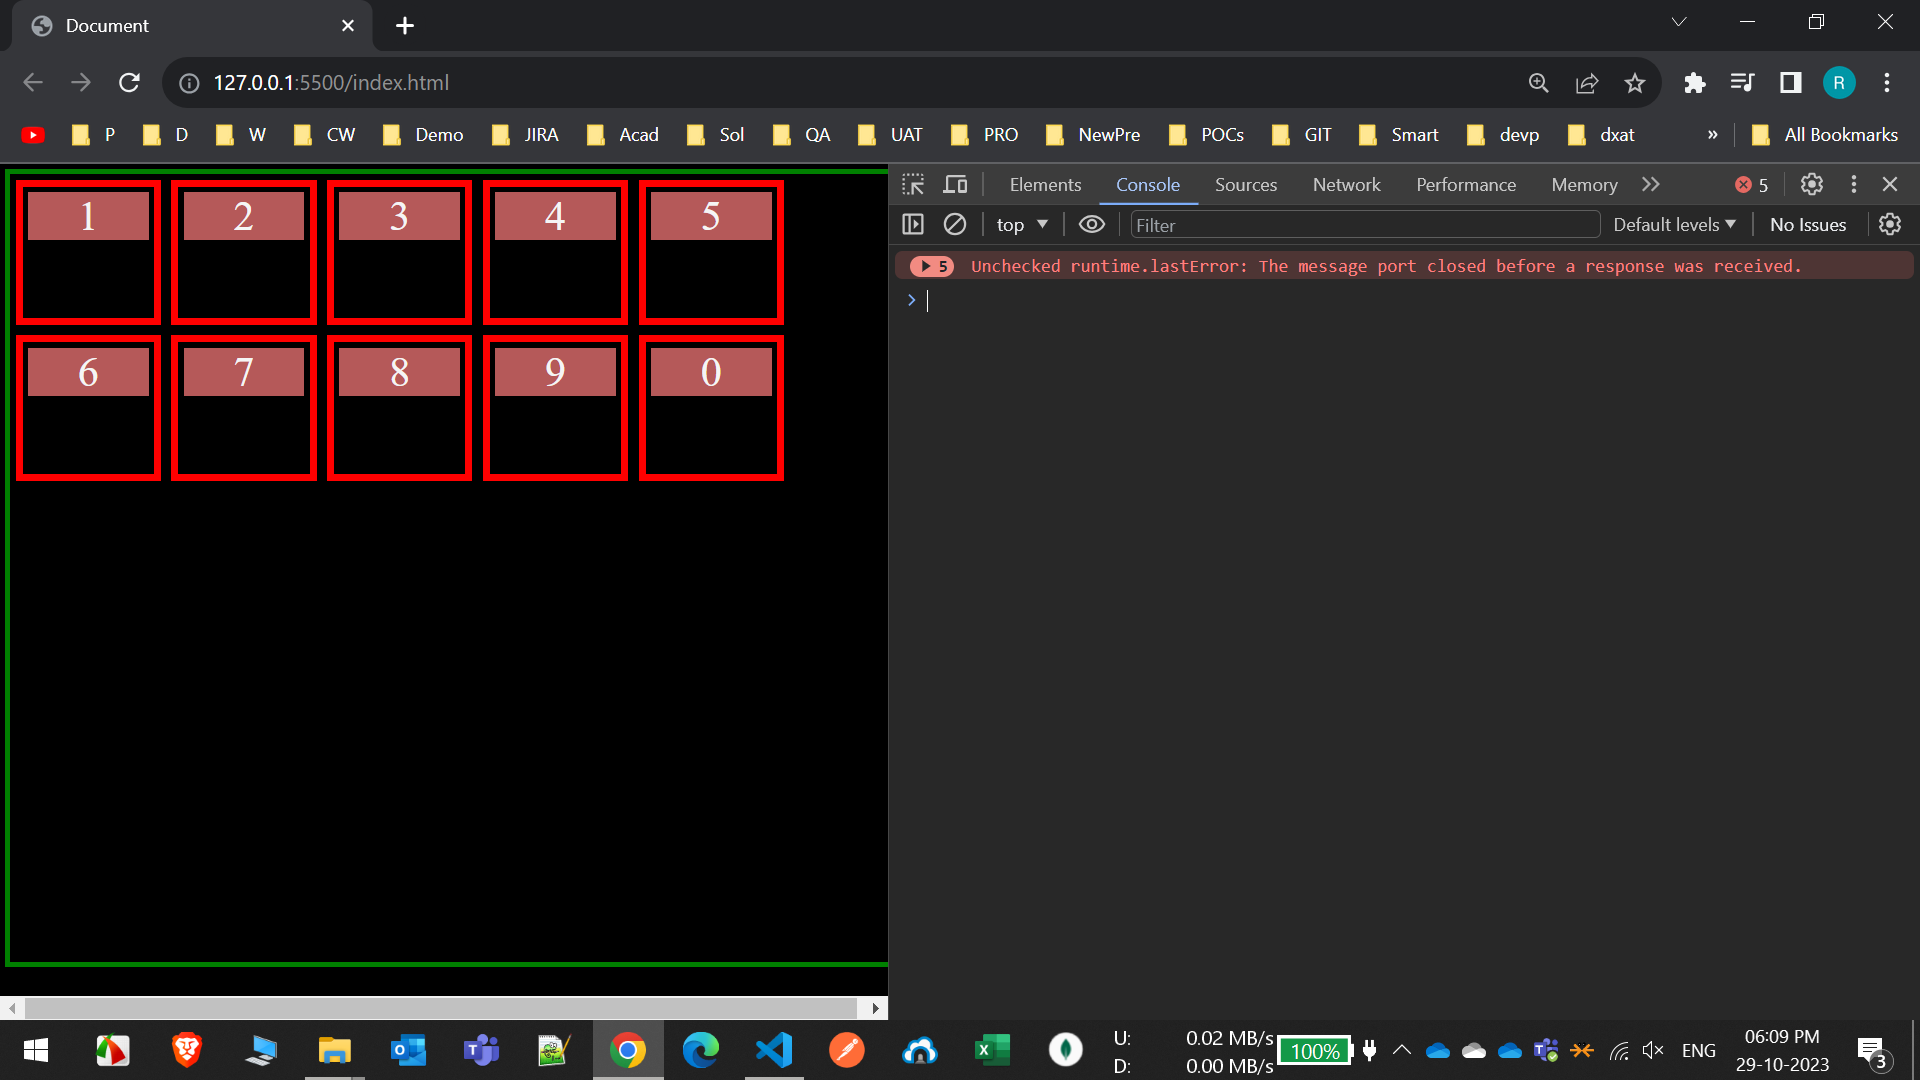 Document
127.0.0.1:5500/index.html
R
P D W CW Demo JIRA Acad Sol QA UAT PRO NewPre POCs GIT Smart devp dxat » All Bookmarks
Elements Console Sources Network Performance Memory 5
top Filter Default levels No Issues
5 Unchecked runtime.lastError: The message port closed before a response was received.
1 2 3 4 5
6 7 8 9 0
U: 0.02 MB/s
D: 0.00 MB/s
100%
ENG
06:09 PM
29-10-2023
3